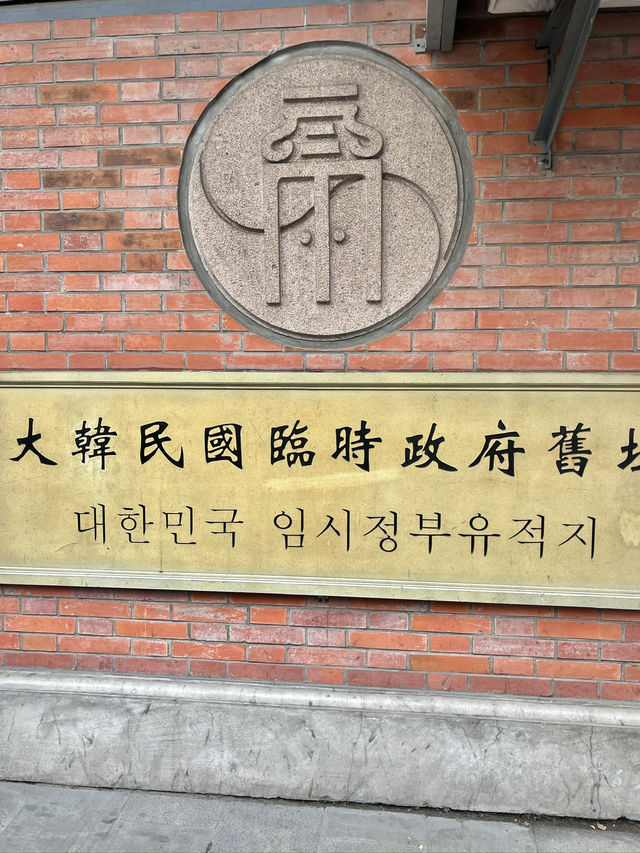 大韓民國臨時政府舊址
대한민국 임시정부유적지